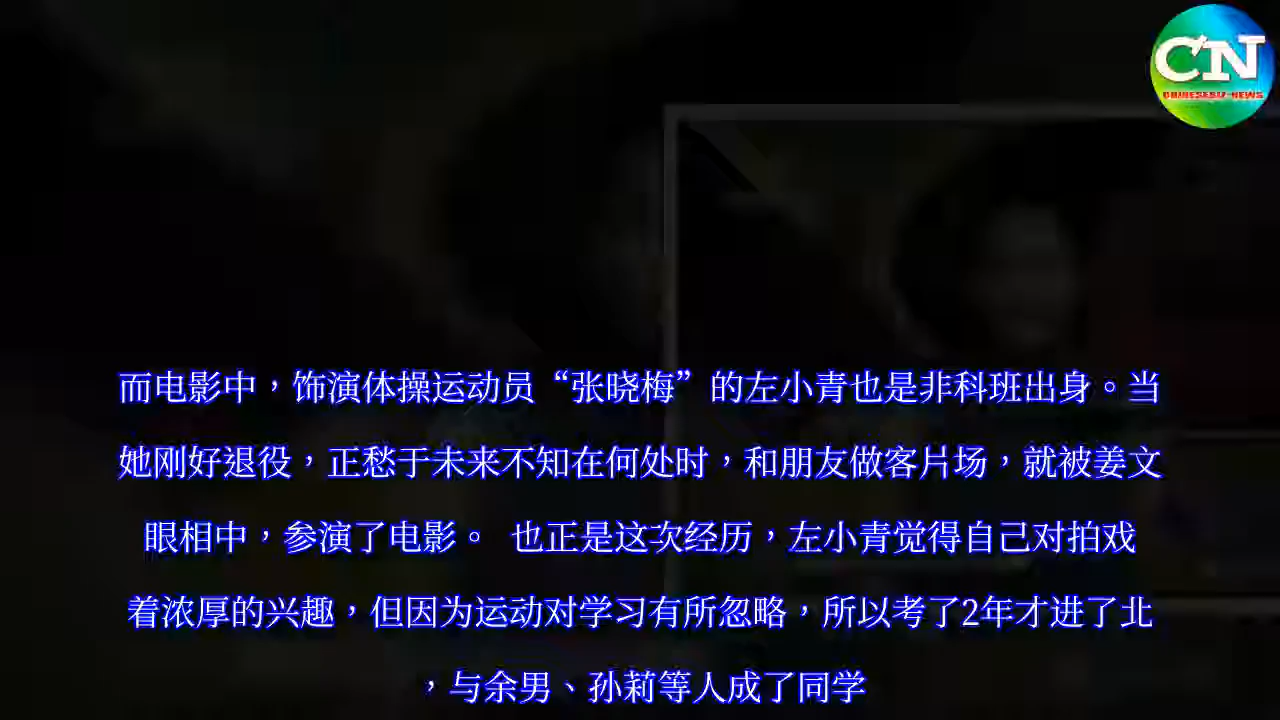 CN
CHINESESU-NEWS
而电影中，饰演体操运动员“张晓梅”的左小青也是非科班出身。当
她刚好退役，正愁于未来不知在何处时，和朋友做客片场，就被姜文
眼相中，参演了电影。 也正是这次经历，左小青觉得自己对拍戏
着浓厚的兴趣，但因为运动对学习有所忽略，所以考了2年才进了北
，与余男、孙莉等人成了同学